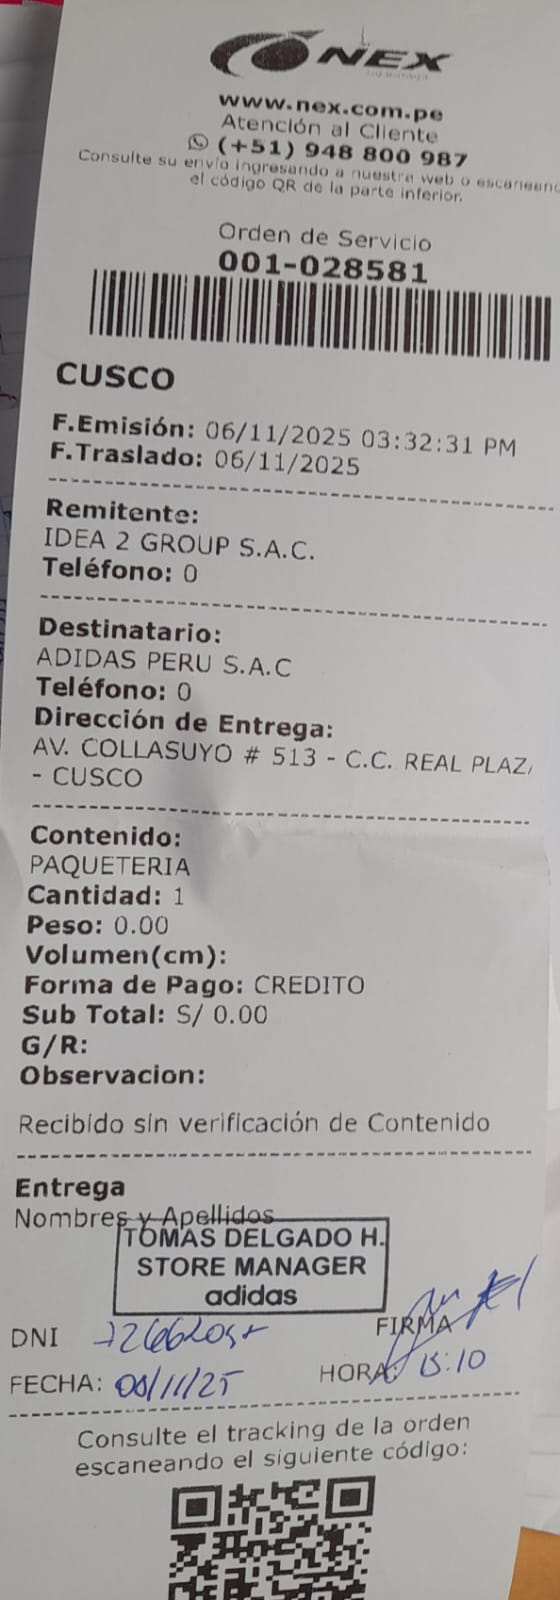 NEX
www.nex.com.pe
Atención al Cliente
(+51) 948 800 987
Consulte su envío ingresando a nuestra web o escaneand
el código QR de la parte inferior.
Orden de Servicio
001-028581
CUSCO
F.Emisión: 06/11/2025 03:32:31 PM
F.Traslado: 06/11/2025
Remitente:
IDEA 2 GROUP S.A.C.
Teléfono: 0
Destinatario:
ADIDAS PERU S.A.C
Teléfono: 0
Dirección de Entrega:
AV. COLLASUYO # 513 - C.C. REAL PLAZ
- CUSCO
Contenido:
PAQUETERIA
Cantidad: 1
Peso: 0.00
Volumen(cm):
Forma de Pago: CREDITO
Sub Total: S/ 0.00
G/R:
Observacion:
Recibido sin verificación de Contenido
Entrega
Nombres y Apellidos
TOMAS DELGADO H.
STORE MANAGER
adidas
DNI
FIRMA
FECHA: 08/11/25
HORA: 15:10
Consulte el tracking de la orden
escaneando el siguiente código: